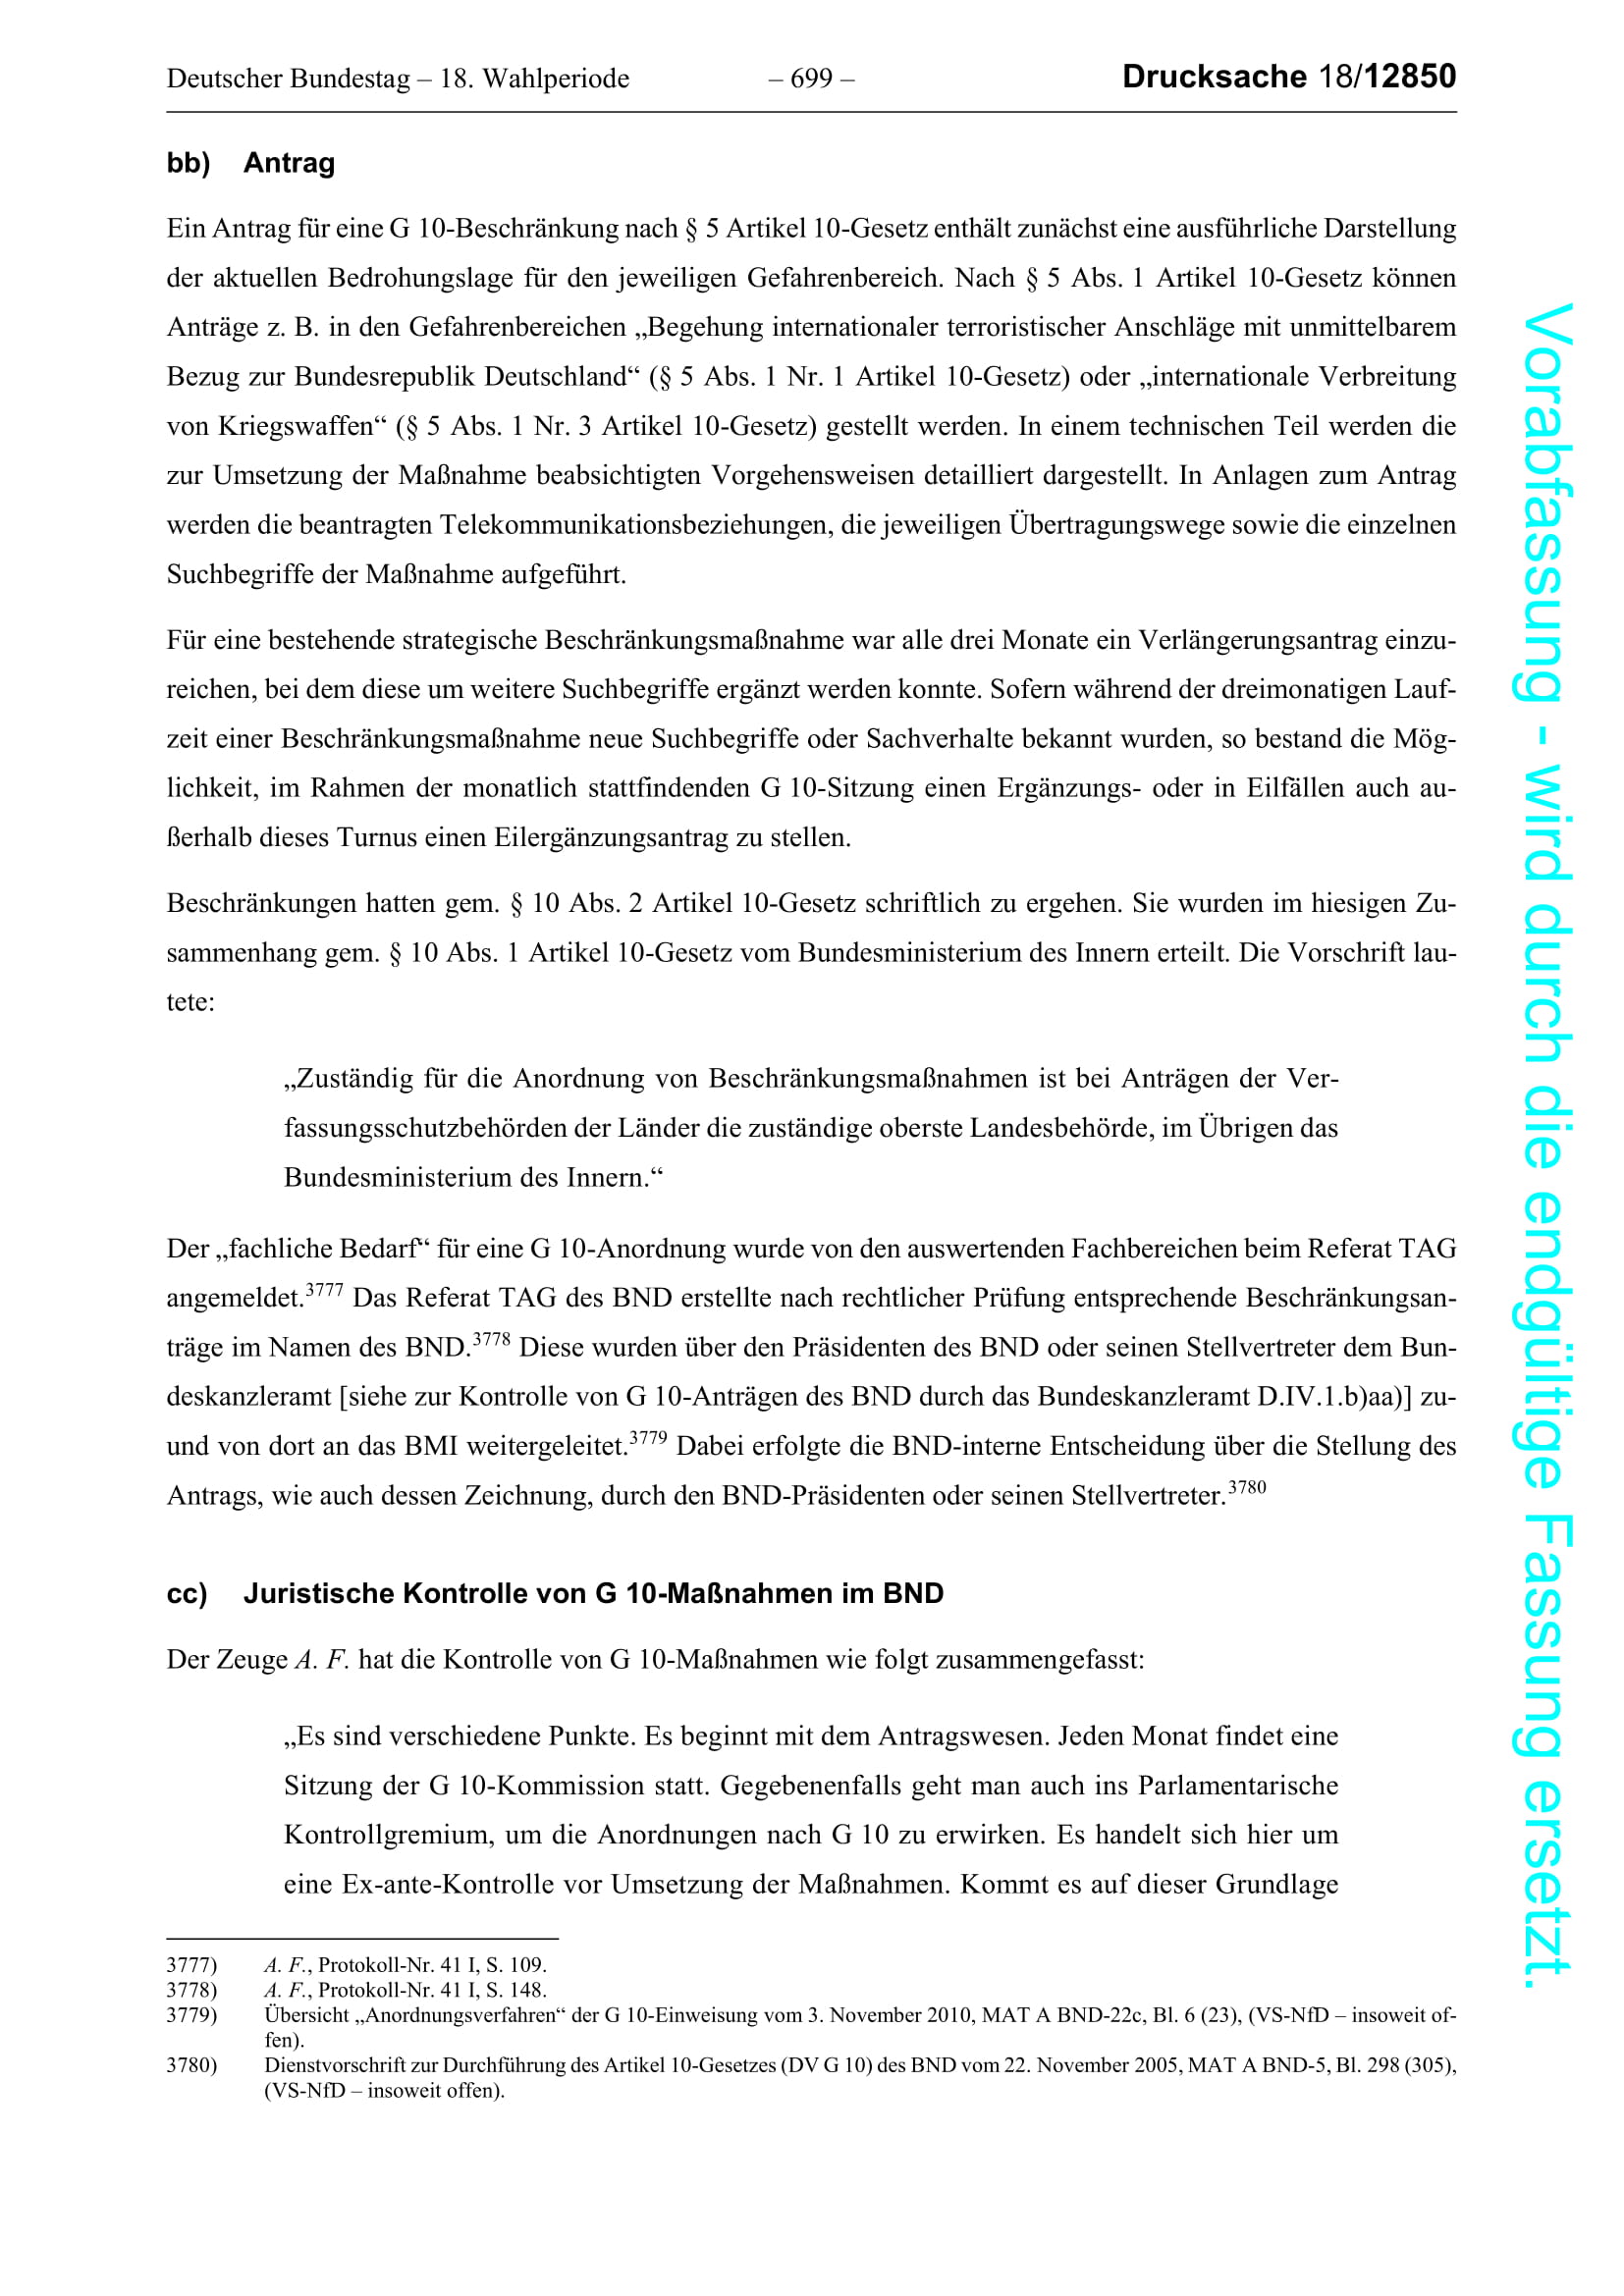 Deutscher Bundestag – 18. Wahlperiode – 699 – Drucksache 18/12850
bb) Antrag
Ein Antrag für eine G 10-Beschränkung nach § 5 Artikel 10-Gesetz enthält zunächst eine ausführliche Darstellung
der aktuellen Bedrohungslage für den jeweiligen Gefahrenbereich. Nach § 5 Abs. 1 Artikel 10-Gesetz können
Anträge z. B. in den Gefahrenbereichen „Begehung internationaler terroristischer Anschläge mit unmittelbarem
Bezug zur Bundesrepublik Deutschland“ (§ 5 Abs. 1 Nr. 1 Artikel 10-Gesetz) oder „internationale Verbreitung
von Kriegswaffen“ (§ 5 Abs. 1 Nr. 3 Artikel 10-Gesetz) gestellt werden. In einem technischen Teil werden die
zur Umsetzung der Maßnahme beabsichtigten Vorgehensweisen detailliert dargestellt. In Anlagen zum Antrag
werden die beantragten Telekommunikationsbeziehungen, die jeweiligen Übertragungswege sowie die einzelnen
Suchbegriffe der Maßnahme aufgeführt.
Für eine bestehende strategische Beschränkungsmaßnahme war alle drei Monate ein Verlängerungsantrag einzu-
reichen, bei dem diese um weitere Suchbegriffe ergänzt werden konnte. Sofern während der dreimonatigen Lauf-
zeit einer Beschränkungsmaßnahme neue Suchbegriffe oder Sachverhalte bekannt wurden, so bestand die Mög-
lichkeit, im Rahmen der monatlich stattfindenden G 10-Sitzung einen Ergänzungs- oder in Eilfällen auch au-
ßerhalb dieses Turnus einen Eilergänzungsantrag zu stellen.
Beschränkungen hatten gem. § 10 Abs. 2 Artikel 10-Gesetz schriftlich zu ergehen. Sie wurden im hiesigen Zu-
sammenhang gem. § 10 Abs. 1 Artikel 10-Gesetz vom Bundesministerium des Innern erteilt. Die Vorschrift lau-
tete:
„Zuständig für die Anordnung von Beschränkungsmaßnahmen ist bei Anträgen der Ver-
fassungsschutzbehörden der Länder die zuständige oberste Landesbehörde, im Übrigen das
Bundesministerium des Innern.“
Der „fachliche Bedarf“ für eine G 10-Anordnung wurde von den auswertenden Fachbereichen beim Referat TAG
angemeldet.3777 Das Referat TAG des BND erstellte nach rechtlicher Prüfung entsprechende Beschränkungsan-
träge im Namen des BND.3778 Diese wurden über den Präsidenten des BND oder seinen Stellvertreter dem Bun-
deskanzleramt [siehe zur Kontrolle von G 10-Anträgen des BND durch das Bundeskanzleramt D.IV.1.b)aa)] zu-
und von dort an das BMI weitergeleitet.3779 Dabei erfolgte die BND-interne Entscheidung über die Stellung des
Antrags, wie auch dessen Zeichnung, durch den BND-Präsidenten oder seinen Stellvertreter.3780
cc) Juristische Kontrolle von G 10-Maßnahmen im BND
Der Zeuge A. F. hat die Kontrolle von G 10-Maßnahmen wie folgt zusammengefasst:
„Es sind verschiedene Punkte. Es beginnt mit dem Antragswesen. Jeden Monat findet eine
Sitzung der G 10-Kommission statt. Gegebenenfalls geht man auch ins Parlamentarische
Kontrollgremium, um die Anordnungen nach G 10 zu erwirken. Es handelt sich hier um
eine Ex-ante-Kontrolle vor Umsetzung der Maßnahmen. Kommt es auf dieser Grundlage
3777) A. F., Protokoll-Nr. 41 I, S. 109.
3778) A. F., Protokoll-Nr. 41 I, S. 148.
3779) Übersicht „Anordnungsverfahren“ der G 10-Einweisung vom 3. November 2010, MAT A BND-22c, Bl. 6 (23), (VS-NfD – insoweit of-
fen).
3780) Dienstvorschrift zur Durchführung des Artikel 10-Gesetzes (DV G 10) des BND vom 22. November 2005, MAT A BND-5, Bl. 298 (305),
(VS-NfD – insoweit offen).
Vorabfassung - wird durch die endgültige Fassung ersetzt.